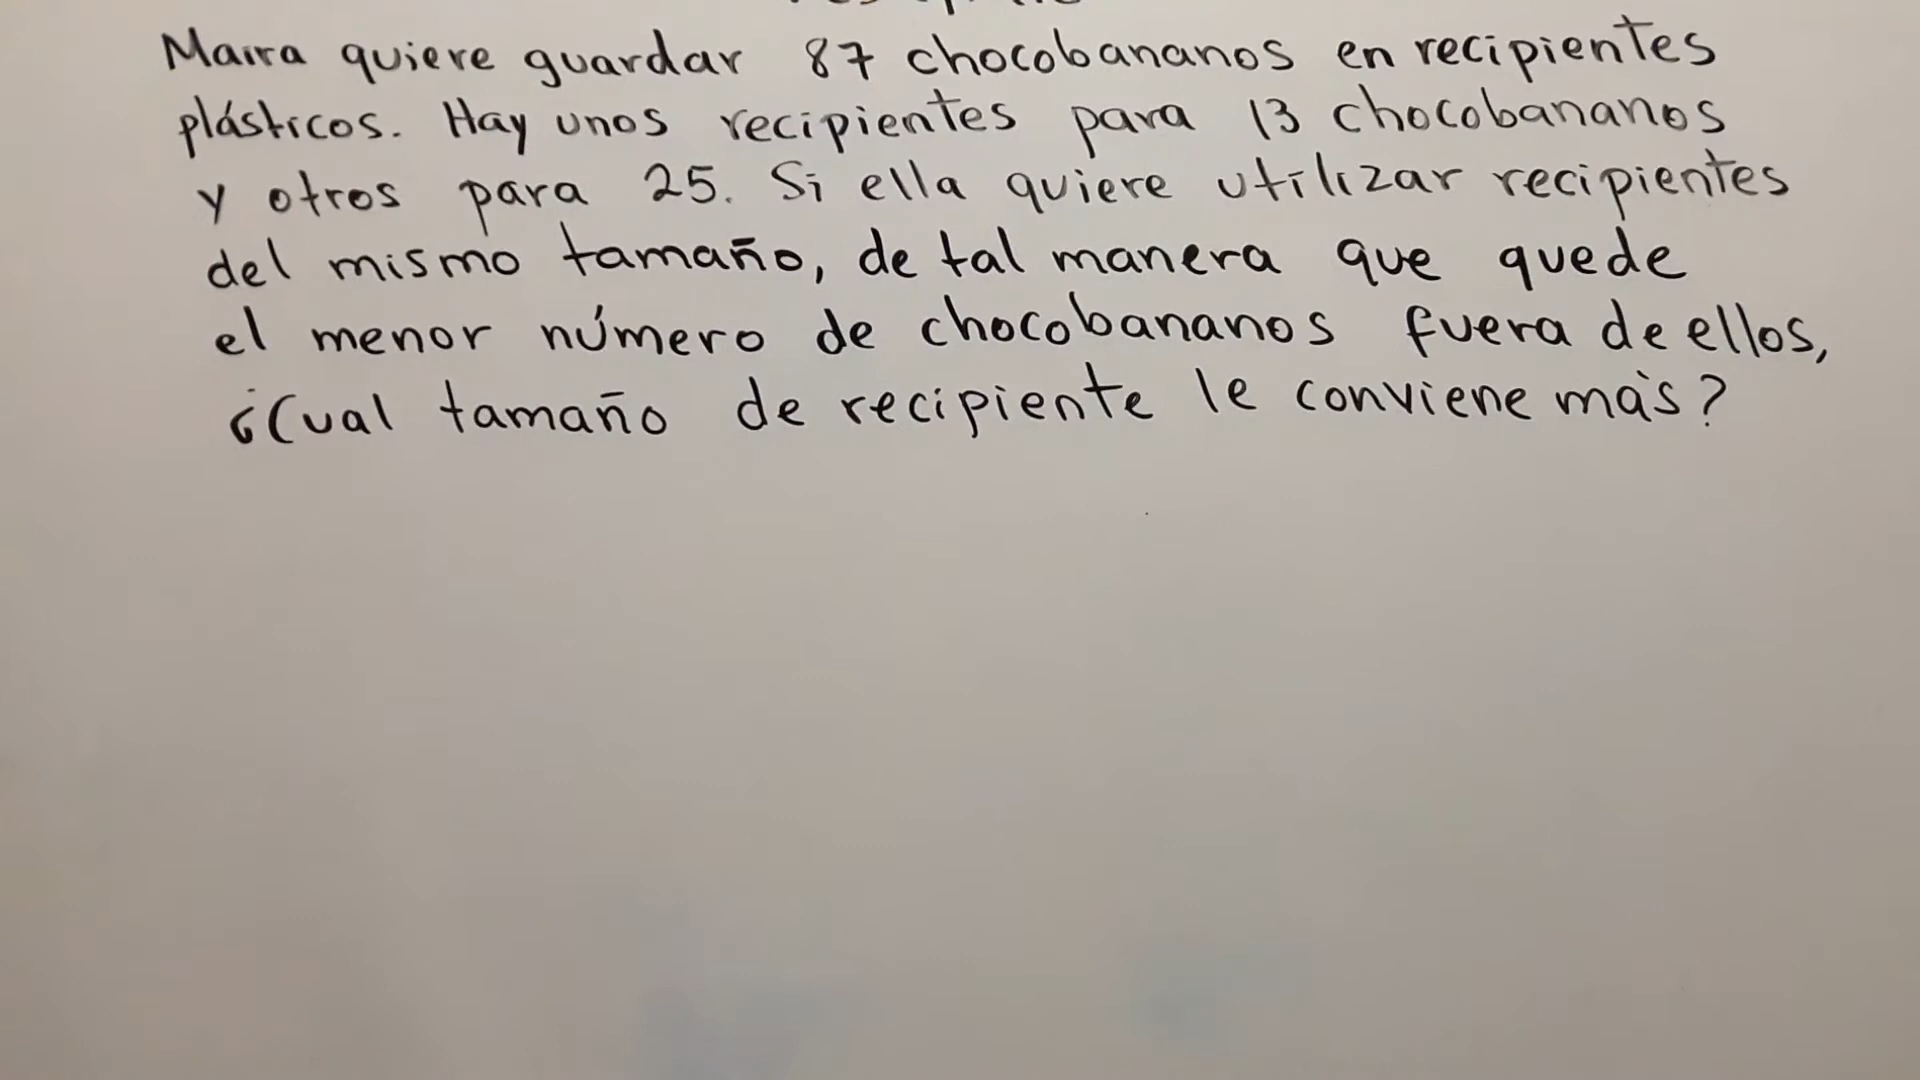 Maira quiere guardar 87 chocobananos en recipientes
plásticos. Hay unos recipientes para 13 chocobananos
y otros para 25. Si ella quiere utilizar recipientes
del mismo tamaño, de tal manera que quede
el menor número de chocobananos fuera de ellos,
¿Cual tamaño de recipiente le conviene más?